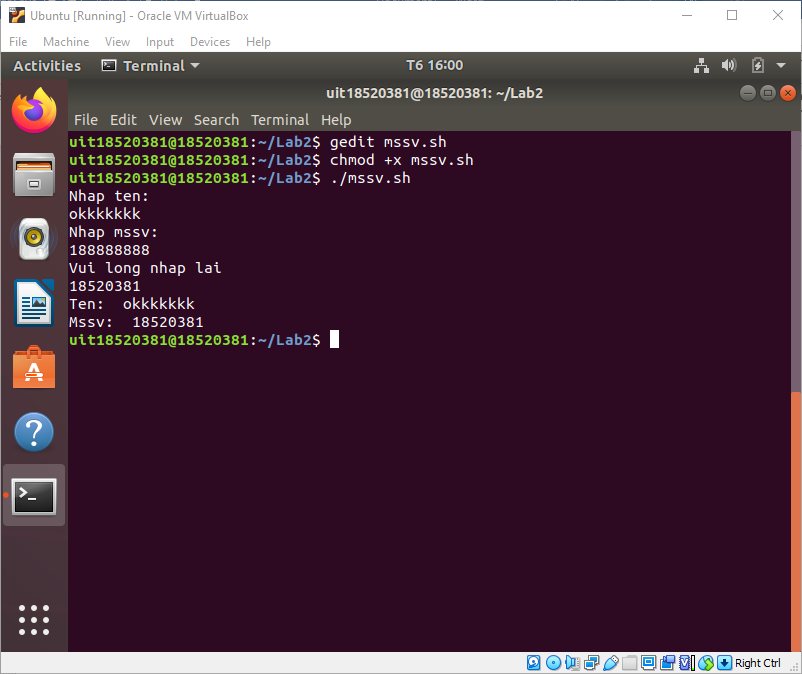 Ubuntu [Running] - Oracle VM VirtualBox
File Machine View Input Devices Help
Activities Terminal T6 16:00
uit18520381@18520381: ~/Lab2
File Edit View Search Terminal Help
uit18520381@18520381:~/Lab2$ gedit mssv.sh
uit18520381@18520381:~/Lab2$ chmod +x mssv.sh
uit18520381@18520381:~/Lab2$ ./mssv.sh
Nhap ten:
okkkkkkk
Nhap mssv:
188888888
Vui long nhap lai
18520381
Ten:  okkkkkkk
Mssv:  18520381
uit18520381@18520381:~/Lab2$
Right Ctrl